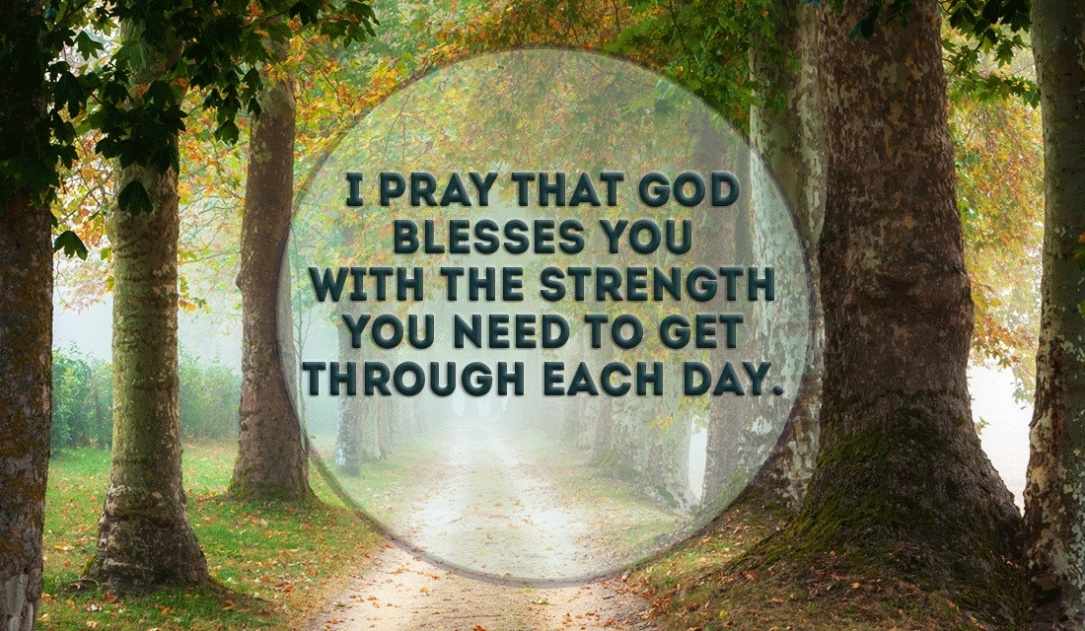 I PRAY THAT GOD
BLESSES YOU
WITH THE STRENGTH
YOU NEED TO GET
THROUGH EACH DAY.